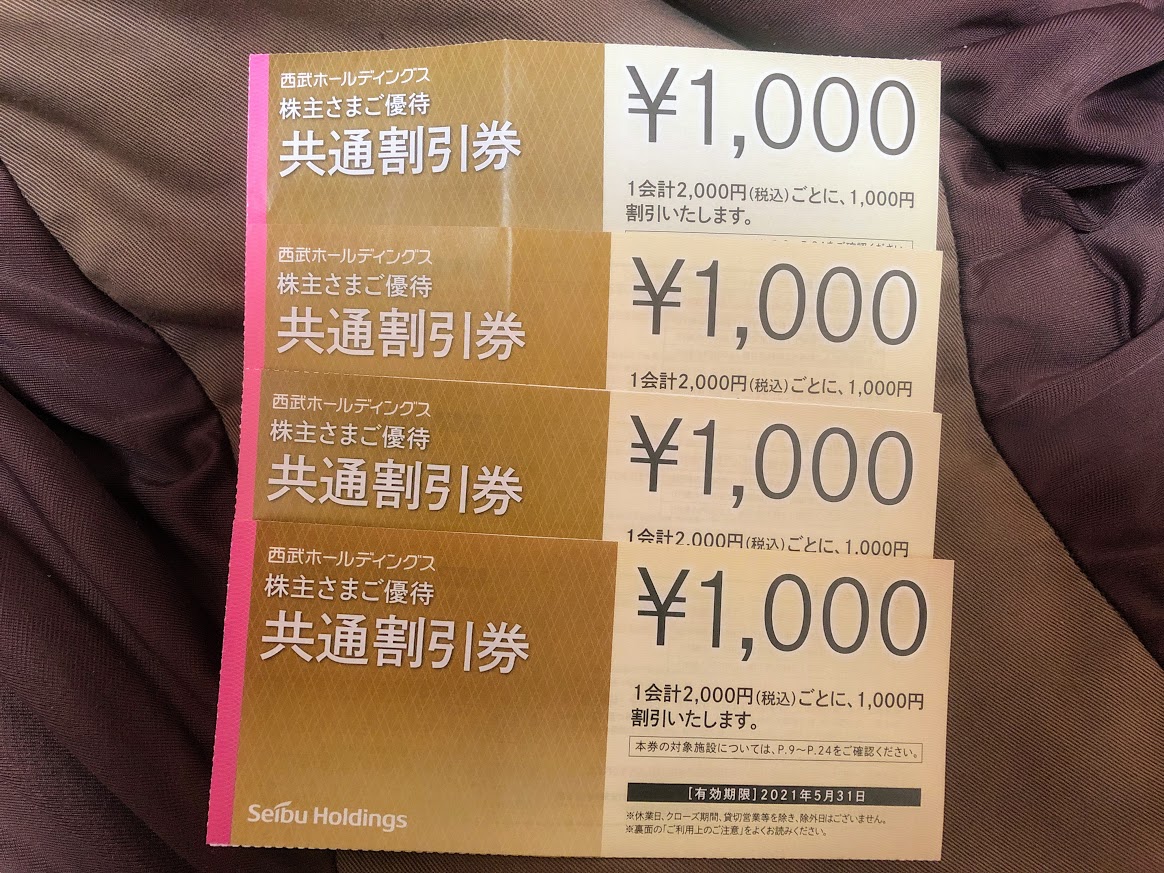 西武ホールディングス
株主さまご優待
共通割引券
¥1,000
1会計2,000円(税込)ごとに、1,000円
割引いたします。
西武ホールディングス
株主さまご優待
共通割引券
¥1,000
1会計2,000円(税込)ごとに、1,000円
西武ホールディングス
株主さまご優待
共通割引券
¥1,000
1会計2,000円(税込)ごとに、1,000円
西武ホールディングス
株主さまご優待
共通割引券
¥1,000
1会計2,000円(税込)ごとに、1,000円
割引いたします。
本券の対象施設については、P.9〜P.24をご確認ください。
[有効期限]2021年5月31日
※休業日、クローズ期間、貸切営業等を除き、除外日はございません。
※裏面の「ご利用上のご注意」をよくお読みください。
Seibu Holdings